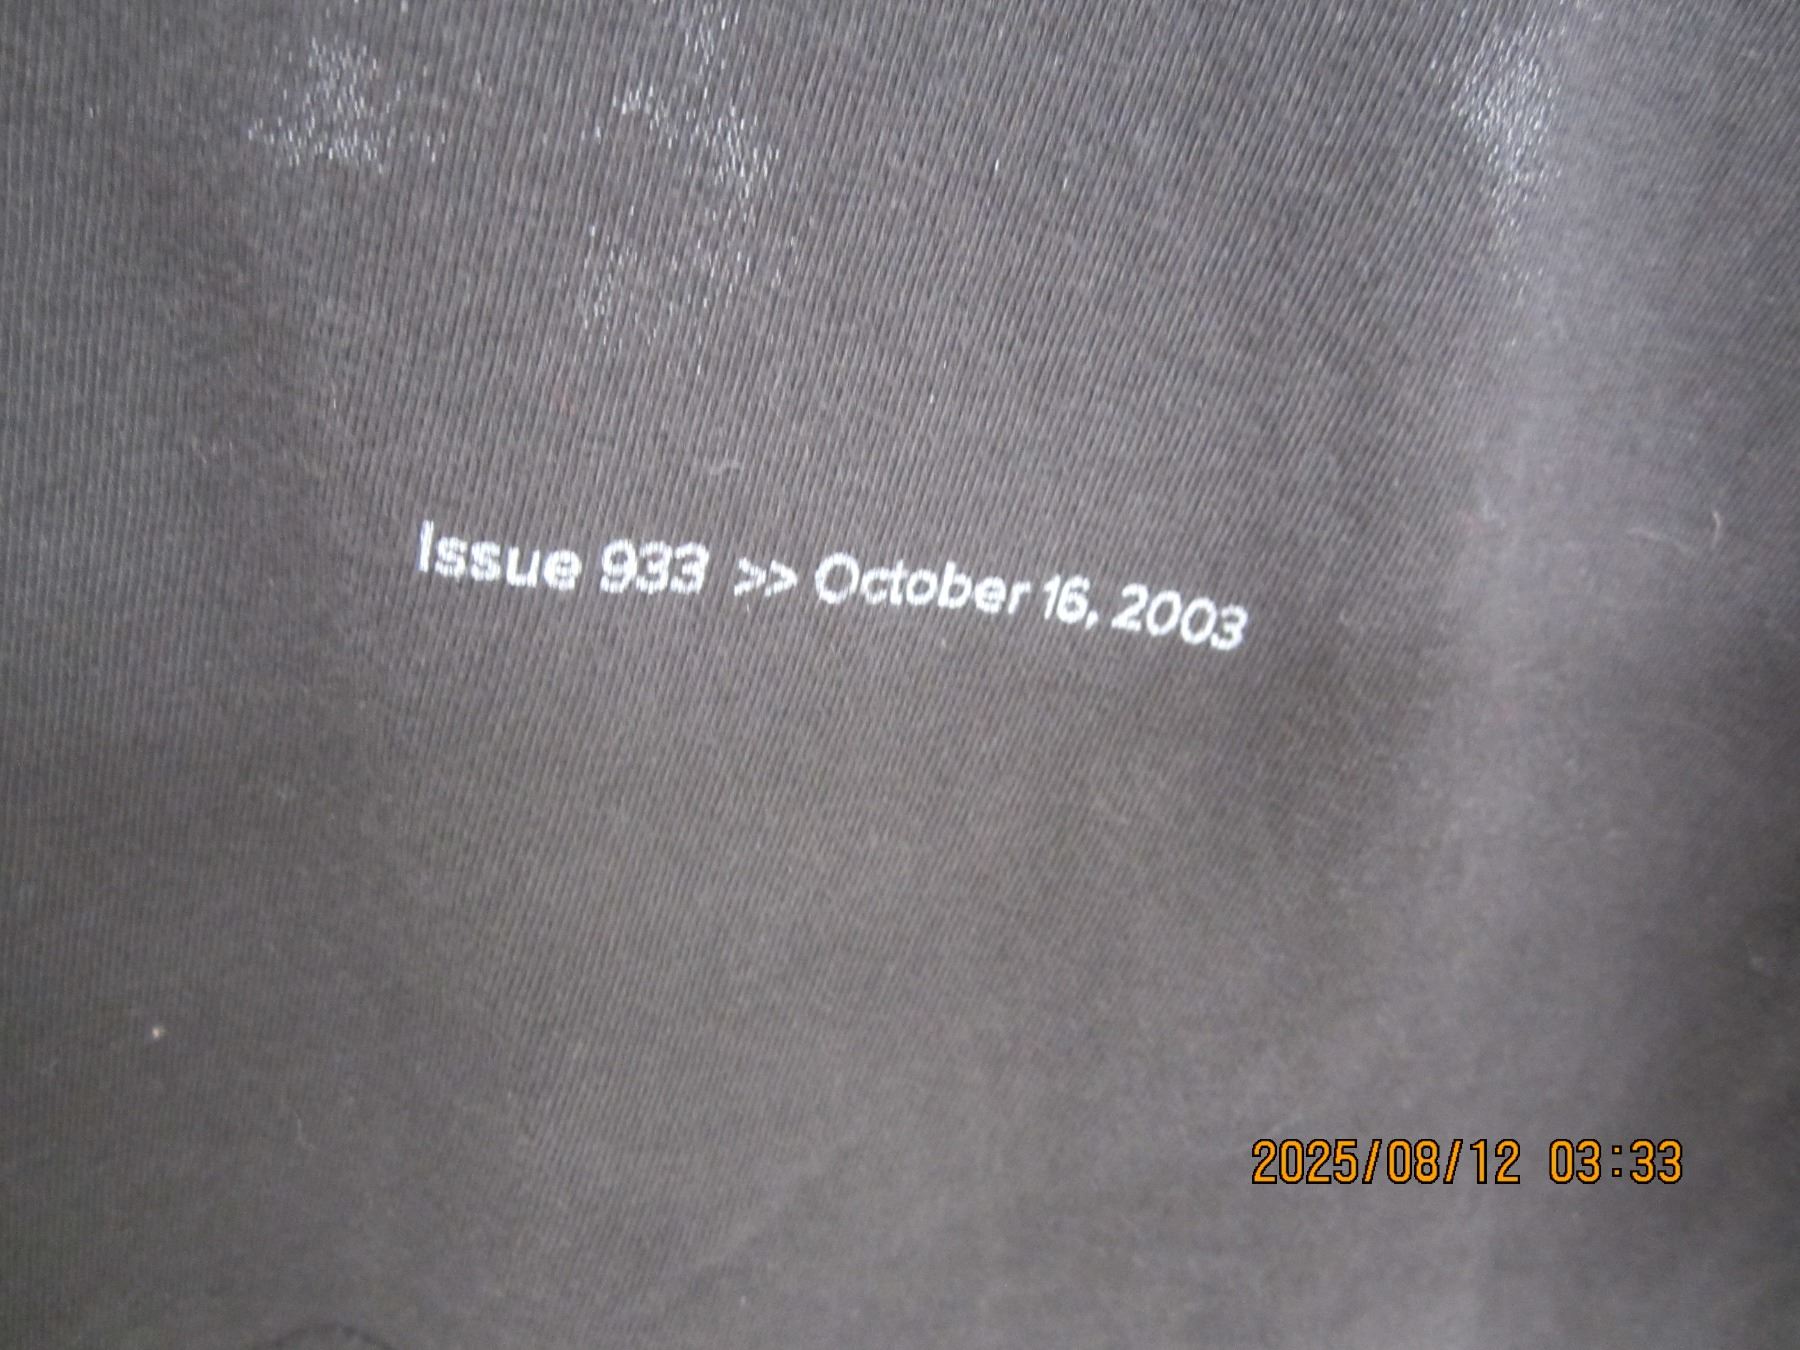 Issue 933 >> October 16, 2003
2025/08/12 03:33